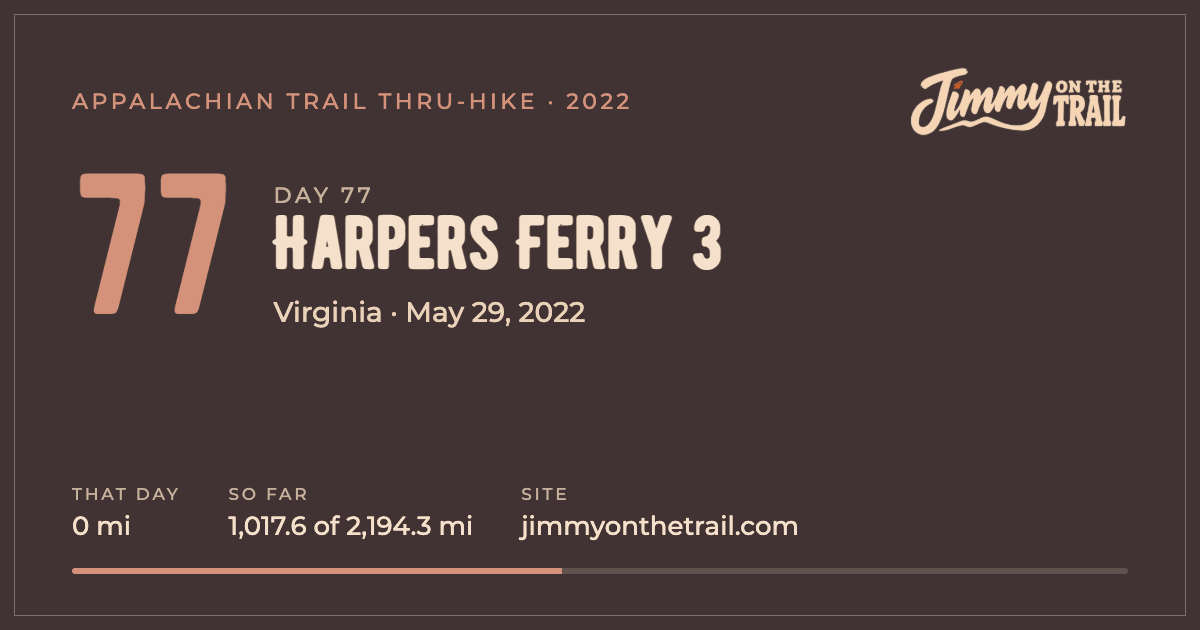 APPALACHIAN TRAIL THRU-HIKE · 2022
Jimmy ON THE TRAIL
77
DAY 77
HARPERS FERRY 3
Virginia · May 29, 2022
THAT DAY SO FAR SITE
0 mi 1,017.6 of 2,194.3 mi jimmyonthetrail.com